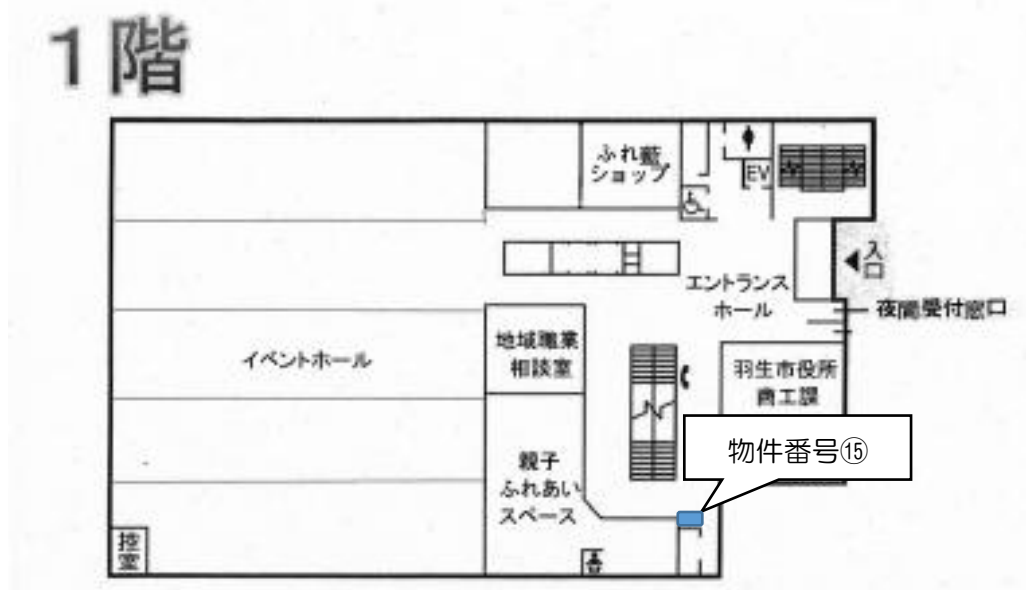 1階
ふれ藍
ショップ
EV
入口
エントランス
ホール
夜間受付窓口
地域職業
相談室
イベントホール
羽生市役所
商工課
物件番号⑮
親子
ふれあい
スペース
控室